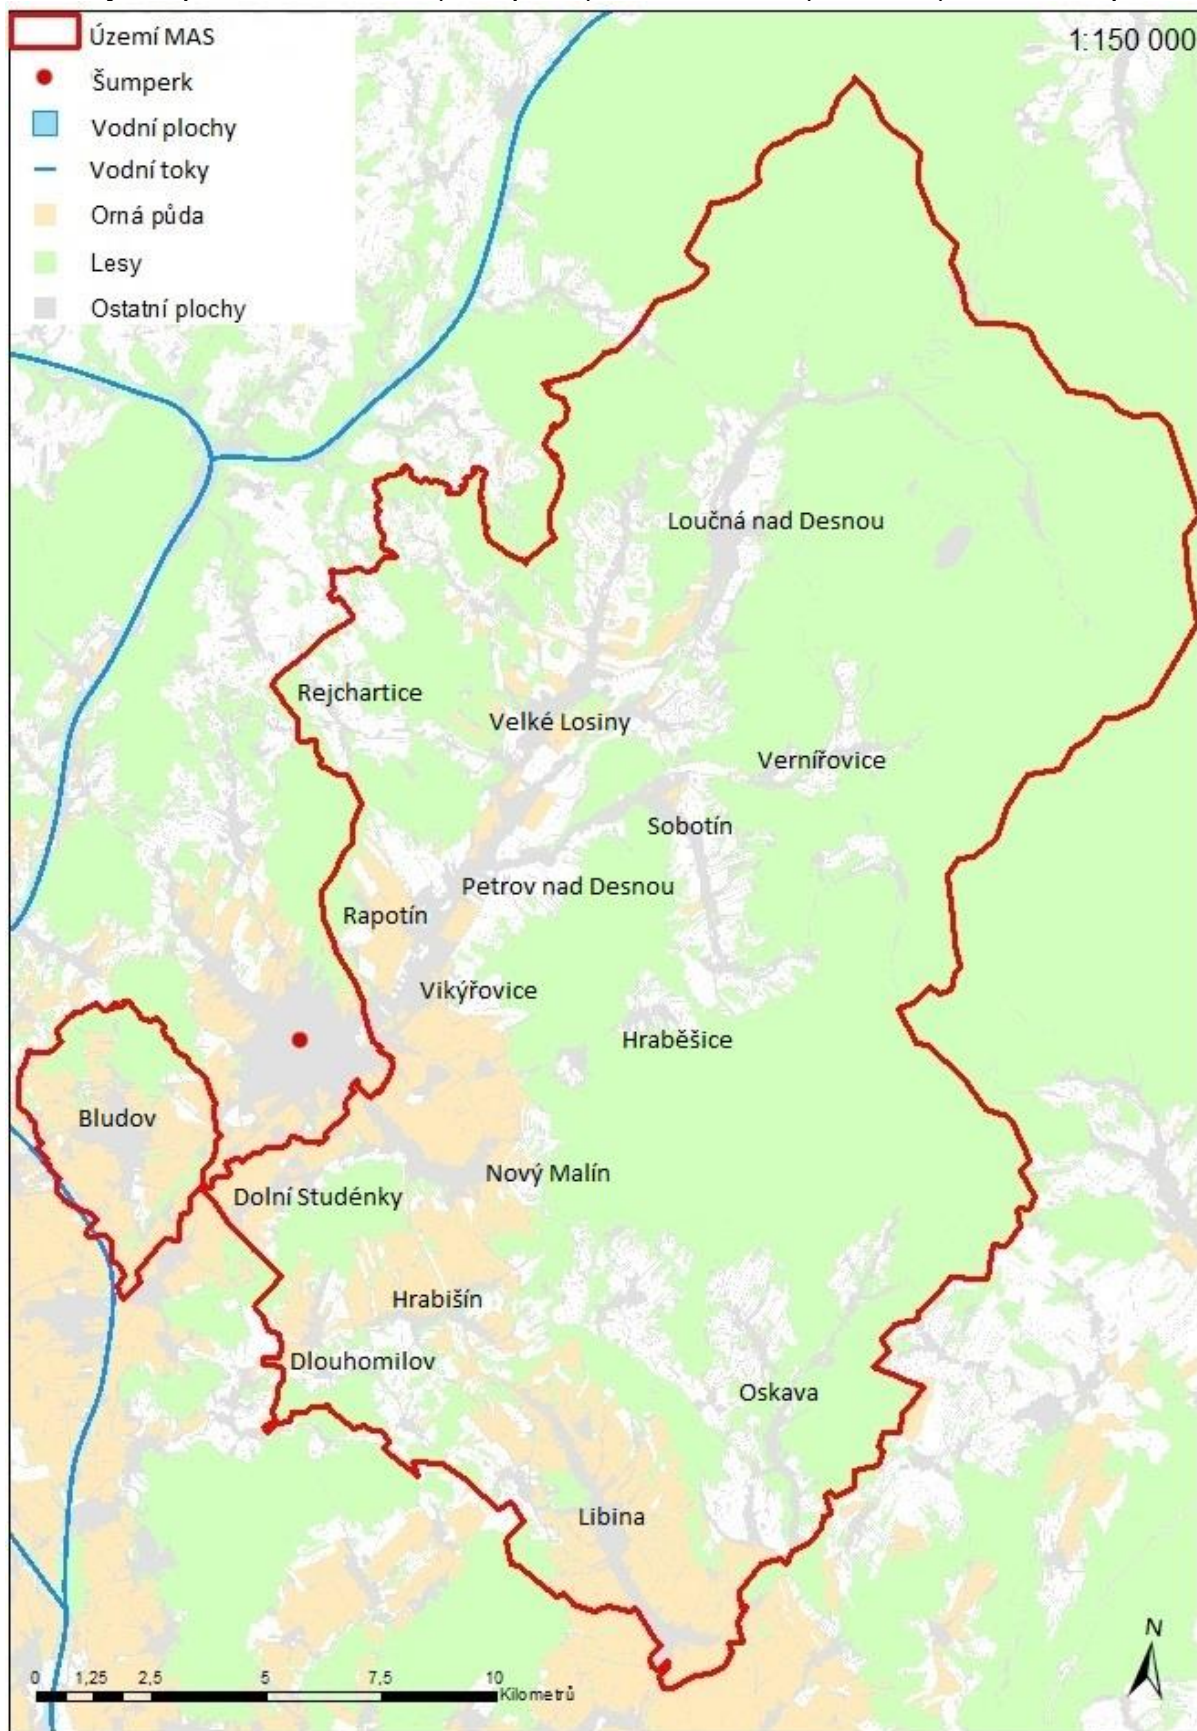 Území MAS
1:150 000
Šumperk
Vodní plochy
Vodní toky
Orná půda
Lesy
Ostatní plochy
Loučná nad Desnou
Rejchartice
Velké Losiny
Vernířovice
Sobotín
Petrov nad Desnou
Rapotín
Vikýřovice
Hraběšice
Bludov
Nový Malín
Dolní Studénky
Hrabišín
Dlouhomilov
Oskava
Libina
N
0 1,25 2,5 5 7,5 10
Kilometrů